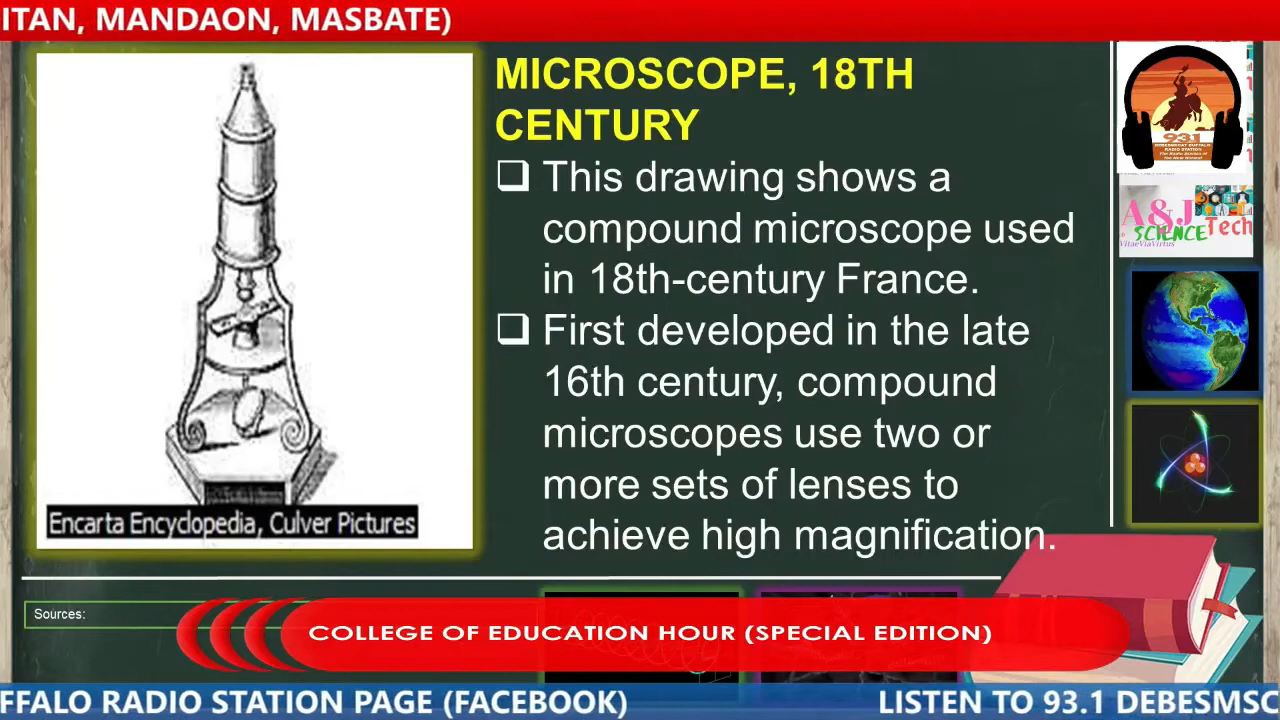 ITAN, MANDAON, MASBATE)
MICROSCOPE, 18TH
CENTURY
This drawing shows a
compound microscope used
in 18th-century France.
First developed in the late
16th century, compound
microscopes use two or
more sets of lenses to
achieve high magnification.
Encarta Encyclopedia, Culver Pictures
93.1
A&J
SCIENCE Tech
VitaeViaVirtus
Sources:
COLLEGE OF EDUCATION HOUR (SPECIAL EDITION)
FFALO RADIO STATION PAGE (FACEBOOK)
LISTEN TO 93.1 DEBESMSC